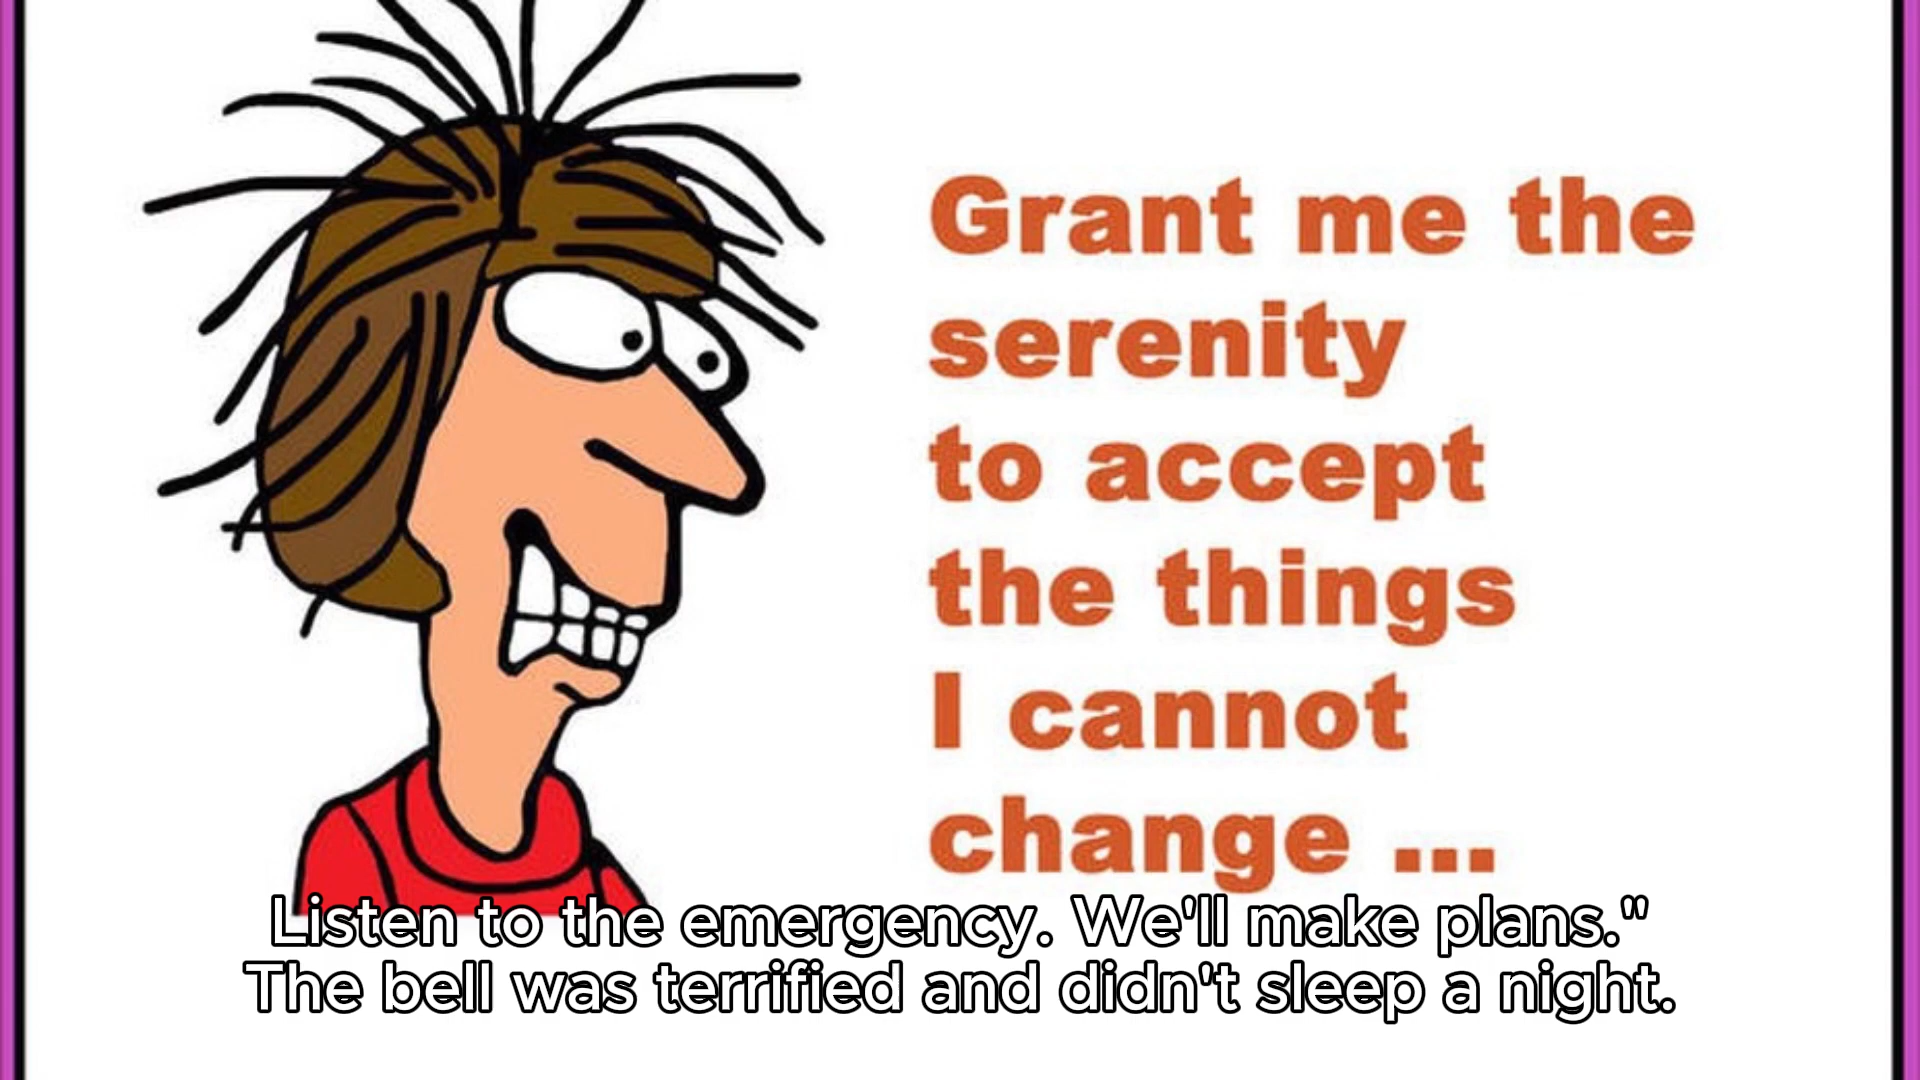 Grant me the
serenity
to accept
the things
I cannot
change ...
Listen to the emergency. We'll make plans."
The bell was terrified and didn't sleep a night.